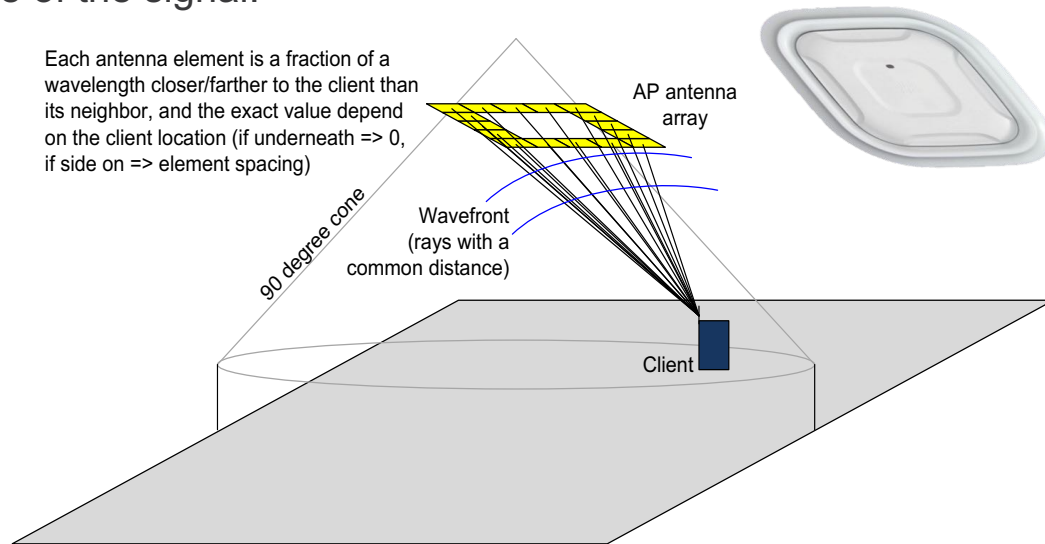 e of the signal.
Each antenna element is a fraction of a
wavelength closer/farther to the client than
its neighbor, and the exact value depend
on the client location (if underneath => 0,
if side on => element spacing)
AP antenna
array
90 degree cone
Wavefront
(rays with a
common distance)
Client